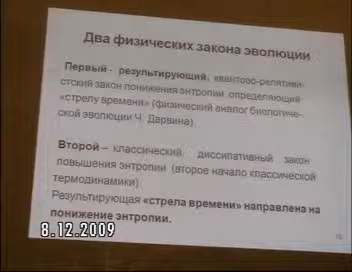 Два физических закона эволюции
Первый - результирующий, квантово-релятиви-
стский закон понижения энтропии определяющий
«стрелу времени» (физический аналог биологиче-
ской эволюции Ч. Дарвина).
Второй – классический, диссипативный закон
повышения энтропии (второе начало классической
термодинамики)
Результирующая «стрела времени» направлена на
понижение энтропии.
8.12.2009